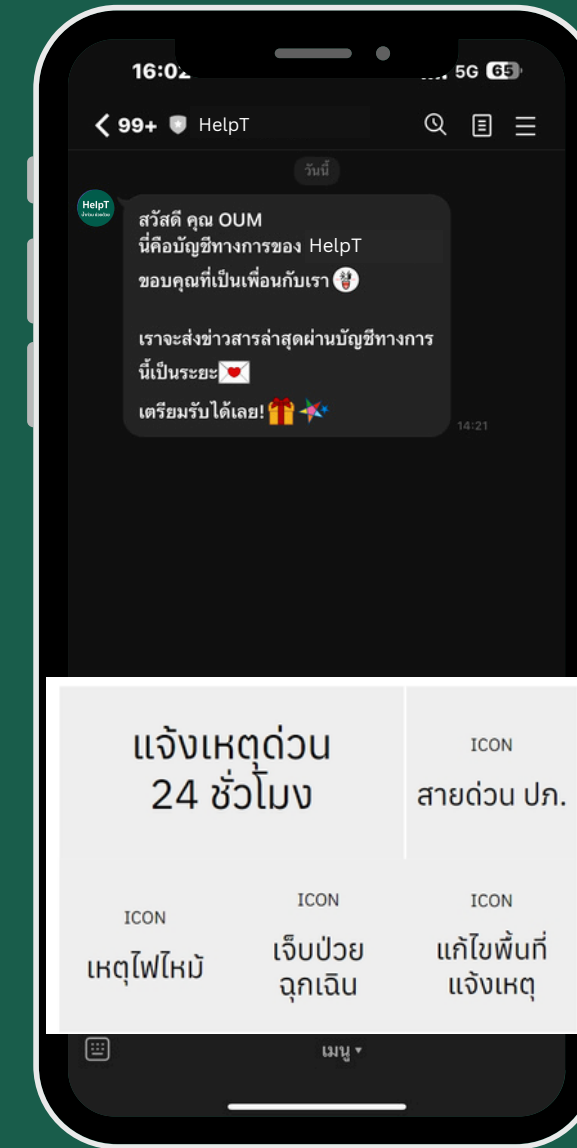 16:02
5G 65
99+ HelpT
วันนี้
HelpT
สวัสดี คุณ OUM
นี่คือบัญชีทางการของ HelpT
ขอบคุณที่เป็นเพื่อนกับเรา
เราจะส่งข่าวสารล่าสุดผ่านบัญชีทางการ
นี้เป็นระยะ
เตรียมรับได้เลย!
14:21
แจ้งเหตุด่วน
24 ชั่วโมง
ICON
สายด่วน ปภ.
ICON
เหตุไฟไหม้
ICON
เจ็บป่วย
ฉุกเฉิน
ICON
แก้ไขพื้นที่
แจ้งเหตุ
เมนู